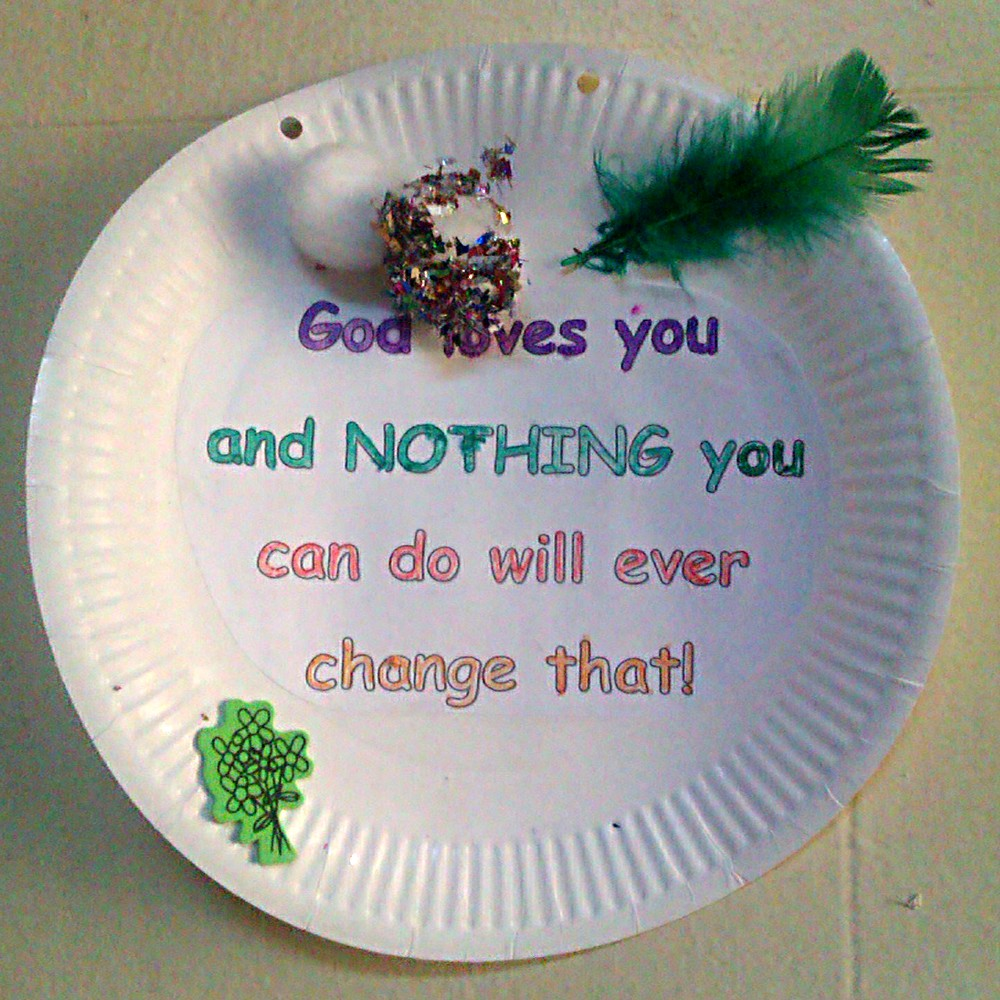 God loves you
and NOTHING you
can do will ever
change that!